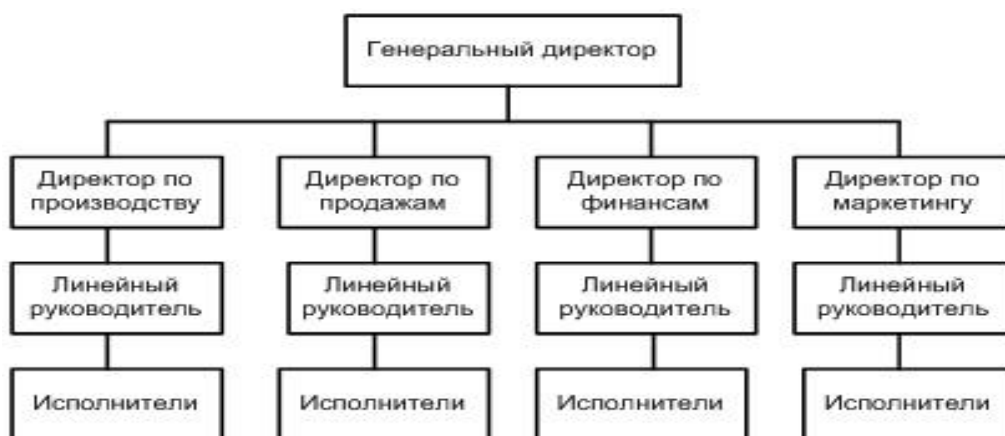 Генеральный директор
Директор по
производству
Директор по
продажам
Директор по
финансам
Директор по
маркетингу
Линейный
руководитель
Линейный
руководитель
Линейный
руководитель
Линейный
руководитель
Исполнители
Исполнители
Исполнители
Исполнители